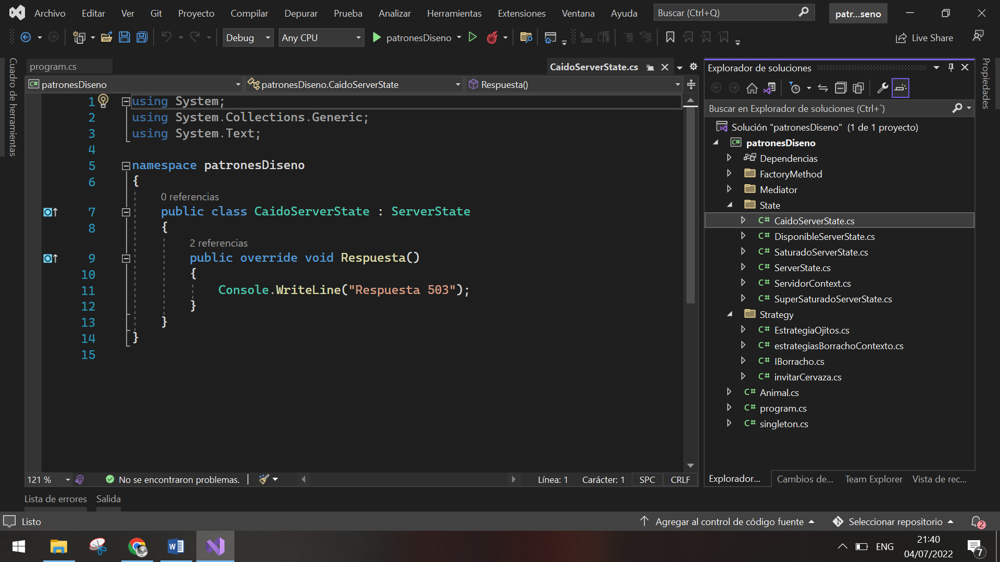 Archivo Editar Ver Git Proyecto Compilar Depurar Prueba Analizar Herramientas Extensiones Ventana Ayuda Buscar (Ctrl+Q) patr...seno
Debug Any CPU patronesDiseno Live Share
Cuadro de herramientas
program.cs CaidoServerState.cs
patronesDiseno patronesDiseno.CaidoServerState Respuesta()
1 using System;
2 using System.Collections.Generic;
3 using System.Text;
4
5 namespace patronesDiseno
6 {
0 referencias
7 public class CaidoServerState : ServerState
8 {
2 referencias
9 public override void Respuesta()
10 {
11 Console.WriteLine("Respuesta 503");
12 }
13 }
14 }
15
121 % No se encontraron problemas. Línea: 1 Carácter: 1 SPC CRLF
Explorador de soluciones
Buscar en Explorador de soluciones (Ctrl+`)
Solución "patronesDiseno" (1 de 1 proyecto)
C# patronesDiseno
Dependencias
FactoryMethod
Mediator
State
C# CaidoServerState.cs
C# DisponibleServerState.cs
C# SaturadoServerState.cs
C# ServerState.cs
C# ServidorContext.cs
C# SuperSaturadoServerState.cs
Strategy
C# EstrategiaOjitos.cs
C# estrategiasBorrachoContexto.cs
C# IBorracho.cs
C# invitarCervaza.cs
C# Animal.cs
C# program.cs
C# singleton.cs
Explorador... Cambios de... Team Explorer Vista de rec...
Propiedades
Lista de errores Salida
Listo Agregar al control de código fuente Seleccionar repositorio 2
W ENG 21:40
04/07/2022 7